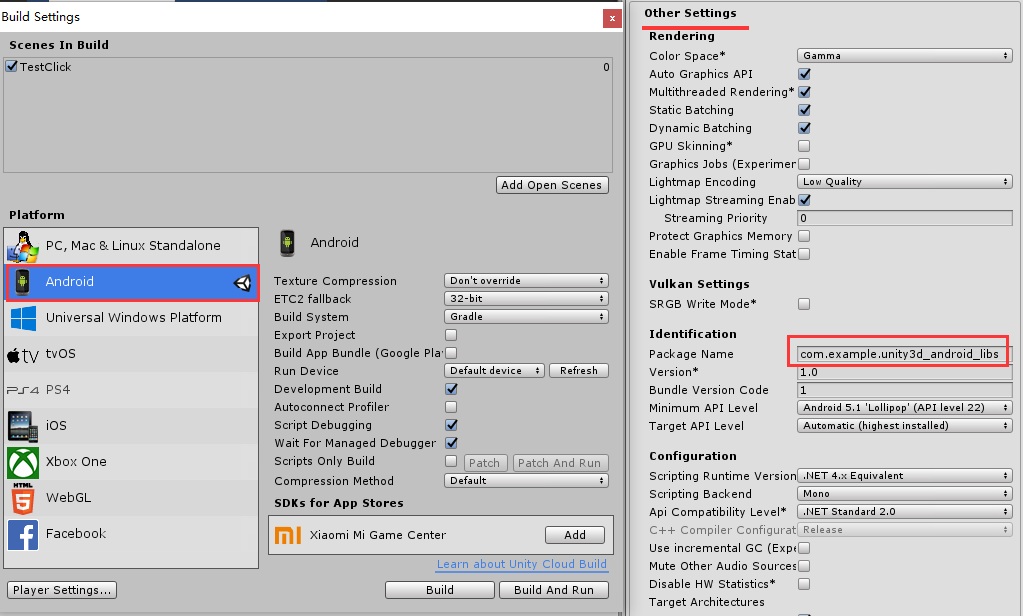 Build Settings
x
Scenes In Build
TestClick 0
Add Open Scenes
Platform
PC, Mac & Linux Standalone
Android
Universal Windows Platform
tv tvOS
PS4 PS4
iOS
Xbox One
HTML
5 WebGL
f Facebook
Android
Texture Compression Don't override
ETC2 fallback 32-bit
Build System Gradle
Export Project
Build App Bundle (Google Pla
Run Device Default device Refresh
Development Build
Autoconnect Profiler
Script Debugging
Wait For Managed Debugger
Scripts Only Build Patch Patch And Run
Compression Method Default
SDKs for App Stores
Xiaomi Mi Game Center Add
Learn about Unity Cloud Build
Player Settings... Build Build And Run
Other Settings
Rendering
Color Space* Gamma
Auto Graphics API
Multithreaded Rendering*
Static Batching
Dynamic Batching
GPU Skinning*
Graphics Jobs (Experimer
Lightmap Encoding Low Quality
Lightmap Streaming Enab
Streaming Priority 0
Protect Graphics Memory
Enable Frame Timing Stat
Vulkan Settings
SRGB Write Mode*
Identification
Package Name com.example.unity3d_android_libs
Version* 1.0
Bundle Version Code 1
Minimum API Level Android 5.1 'Lollipop' (API level 22)
Target API Level Automatic (highest installed)
Configuration
Scripting Runtime Version .NET 4.x Equivalent
Scripting Backend Mono
Api Compatibility Level* .NET Standard 2.0
C++ Compiler Configurat Release
Use incremental GC (Expe
Mute Other Audio Sources
Disable HW Statistics*
Target Architectures